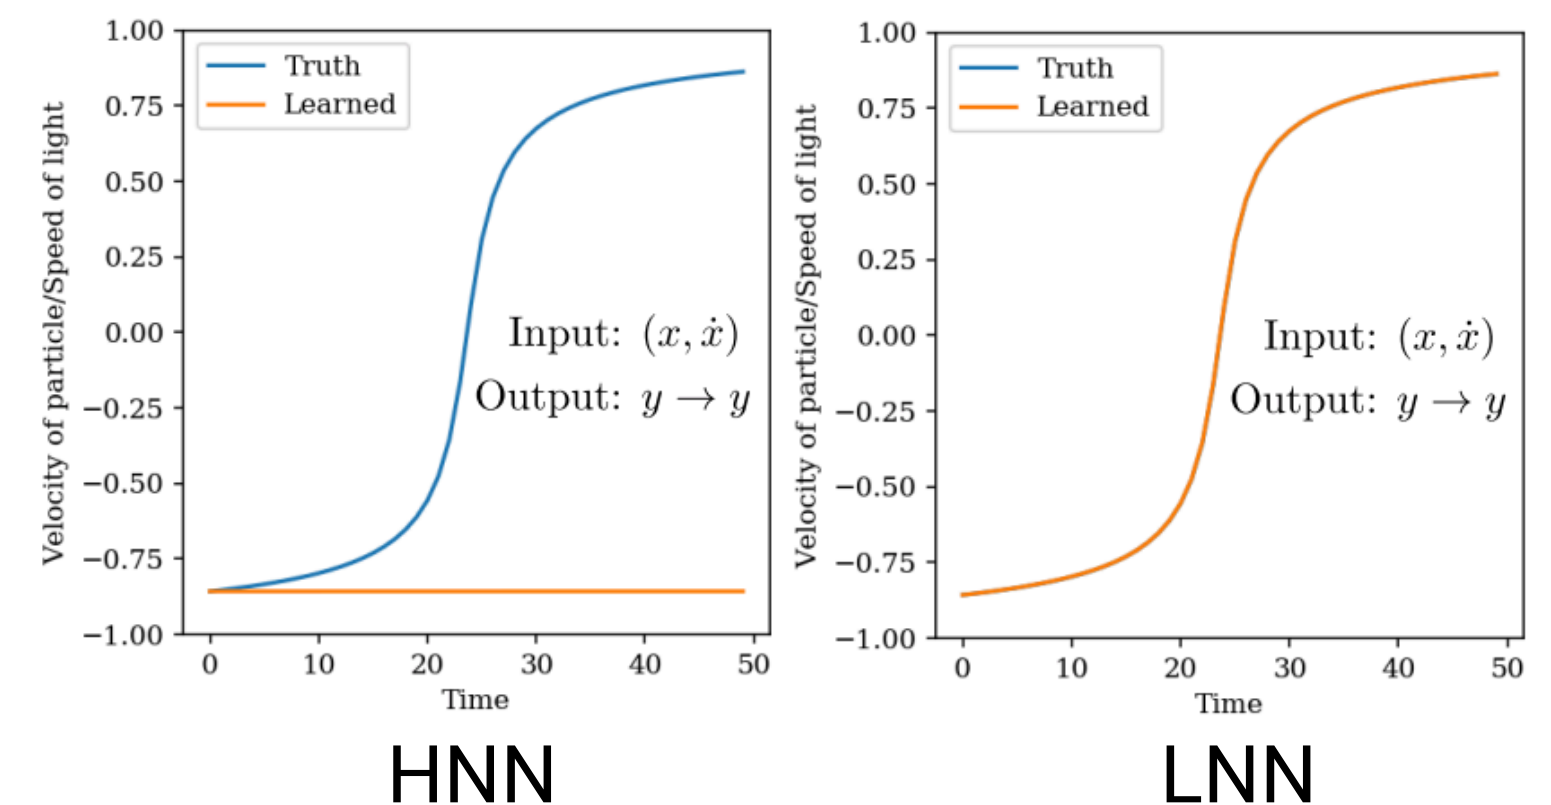 1.00
0.75
0.50
0.25
0.00
−0.25
−0.50
−0.75
−1.00
Velocity of particle/Speed of light
Truth
Learned
Input: (x, ẋ)
Output: y → y
0 10 20 30 40 50
Time
HNN
1.00
0.75
0.50
0.25
0.00
−0.25
−0.50
−0.75
−1.00
Velocity of particle/Speed of light
Truth
Learned
Input: (x, ẋ)
Output: y → y
0 10 20 30 40 50
Time
LNN